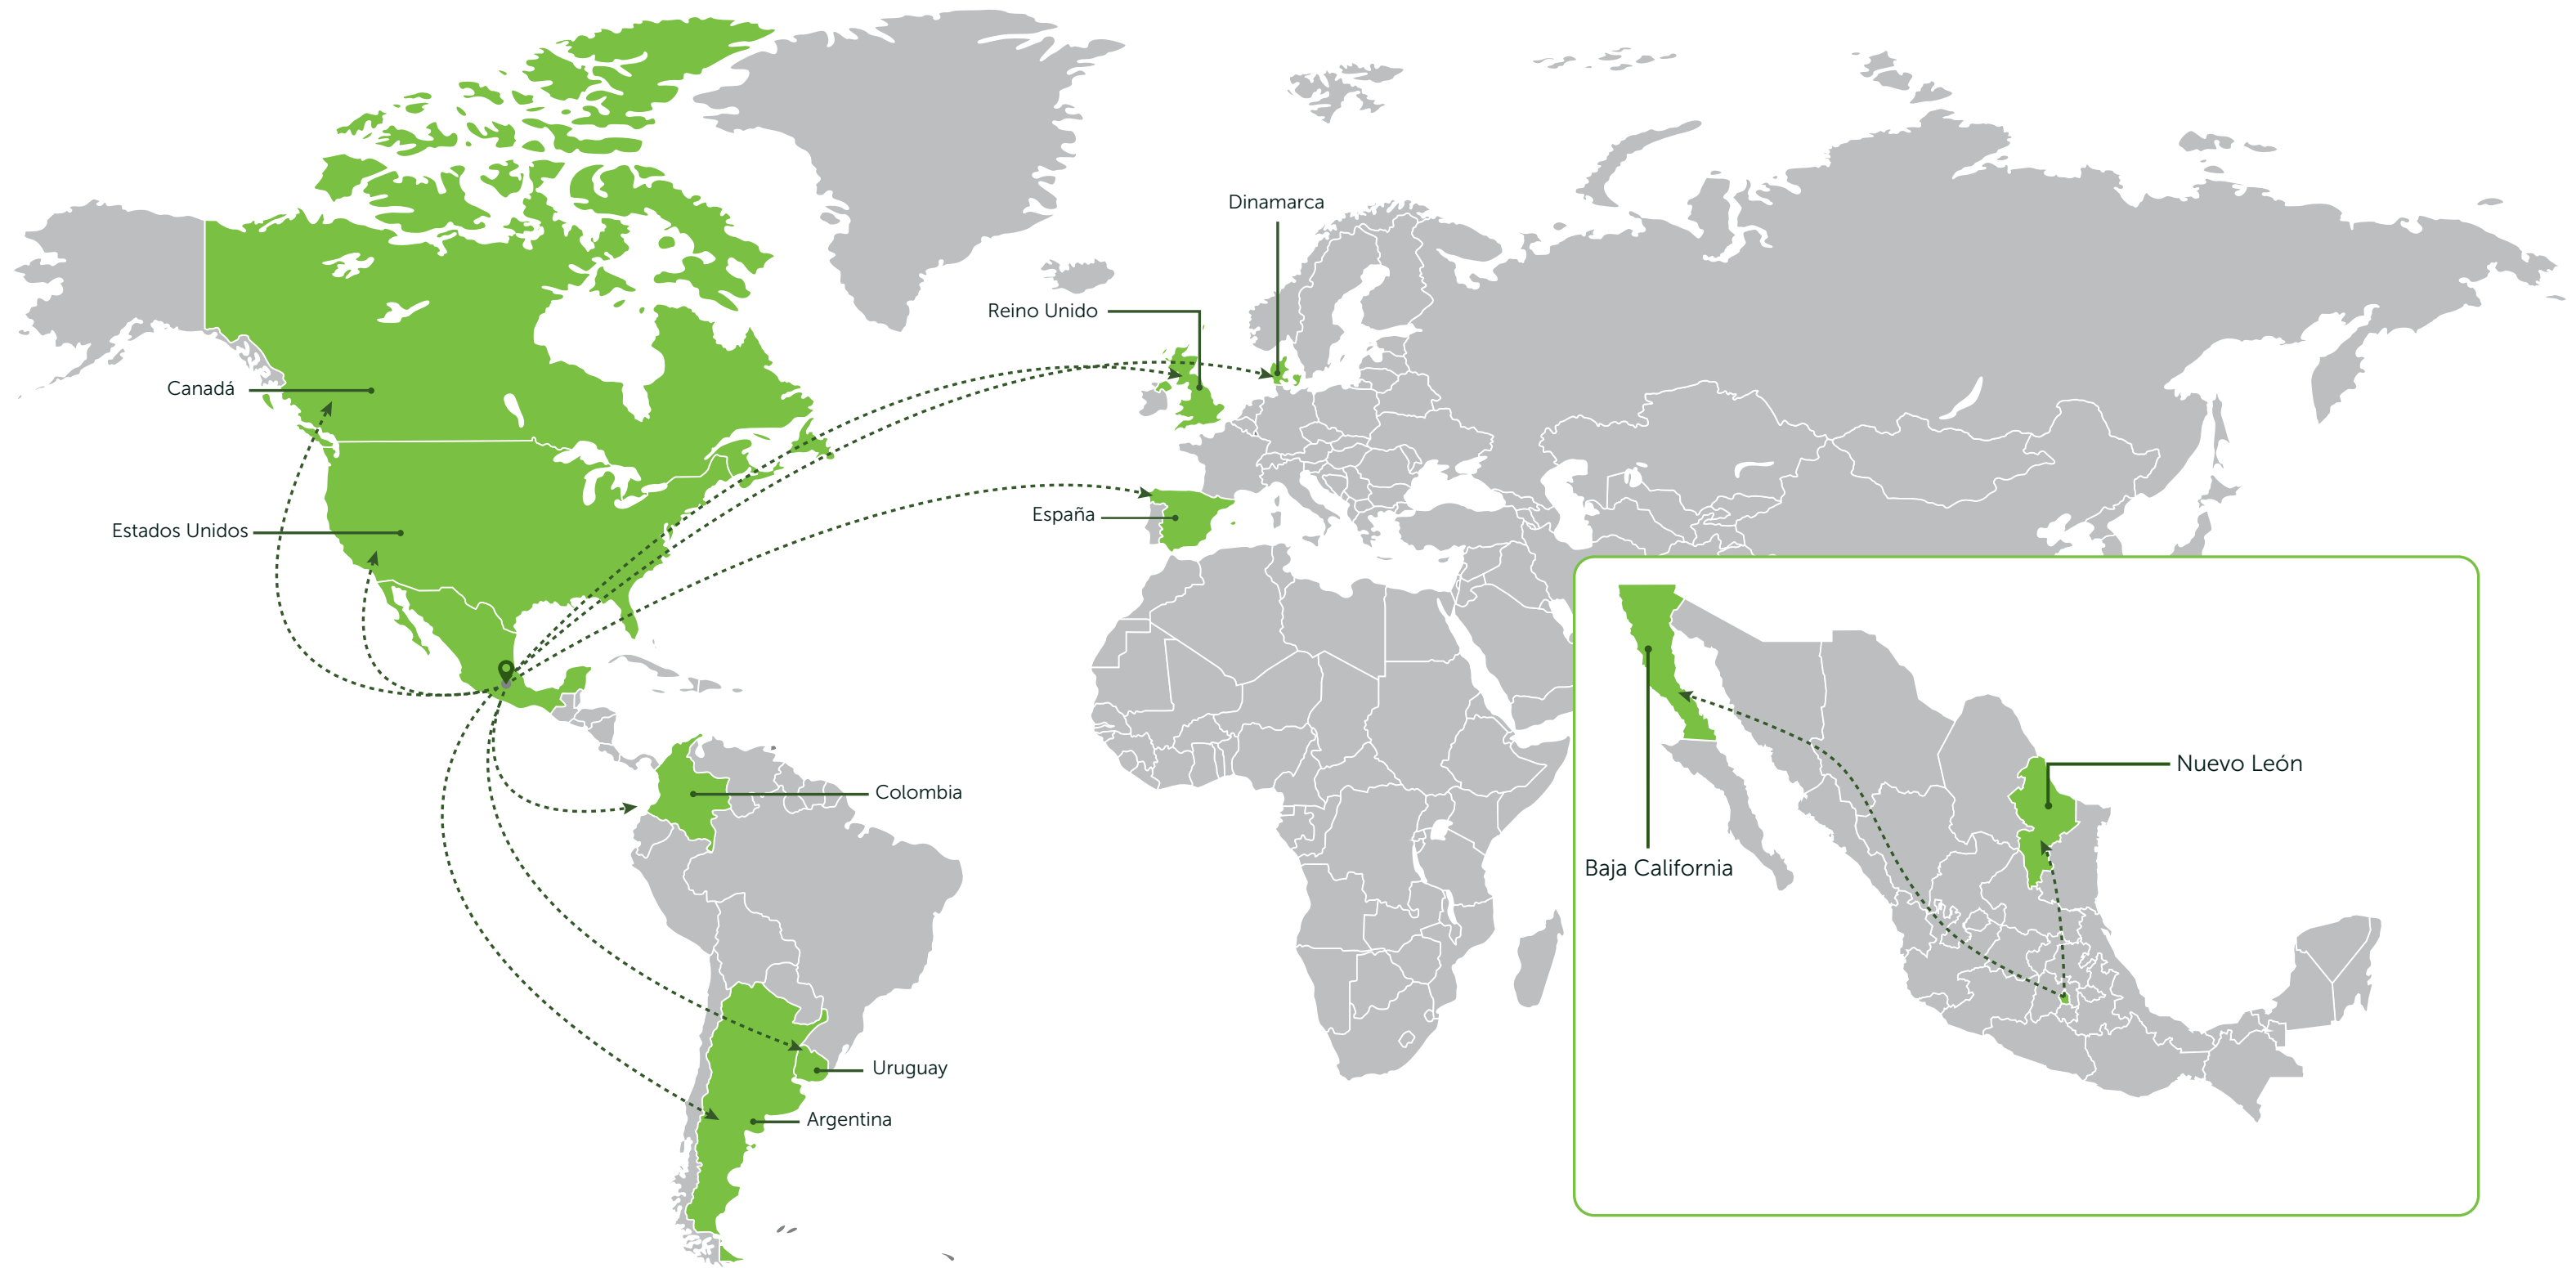 Dinamarca
Reino Unido
Canadá
España
Estados Unidos
Nuevo León
Colombia
Baja California
Uruguay
Argentina